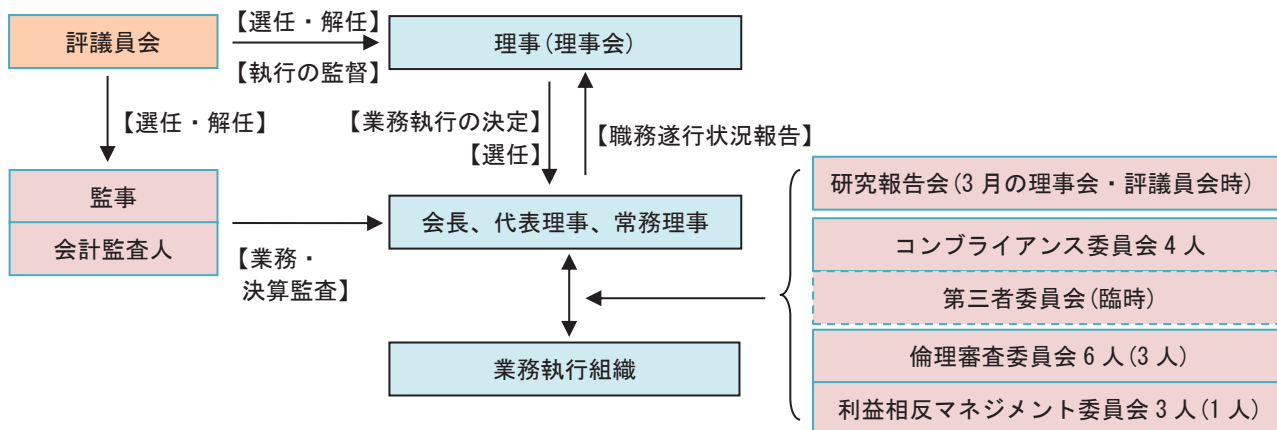 評議員会
【選任・解任】
【執行の監督】
理事(理事会)
【選任・解任】
【業務執行の決定】
【選任】
【職務遂行状況報告】
監事
会計監査人
【業務・
決算監査】
会長、代表理事、常務理事
業務執行組織
研究報告会(3月の理事会・評議員会時)
コンブライアンス委員会4人
第三者委員会(臨時)
倫理審査委員会6人(3人)
利益相反マネジメント委員会3人(1人)